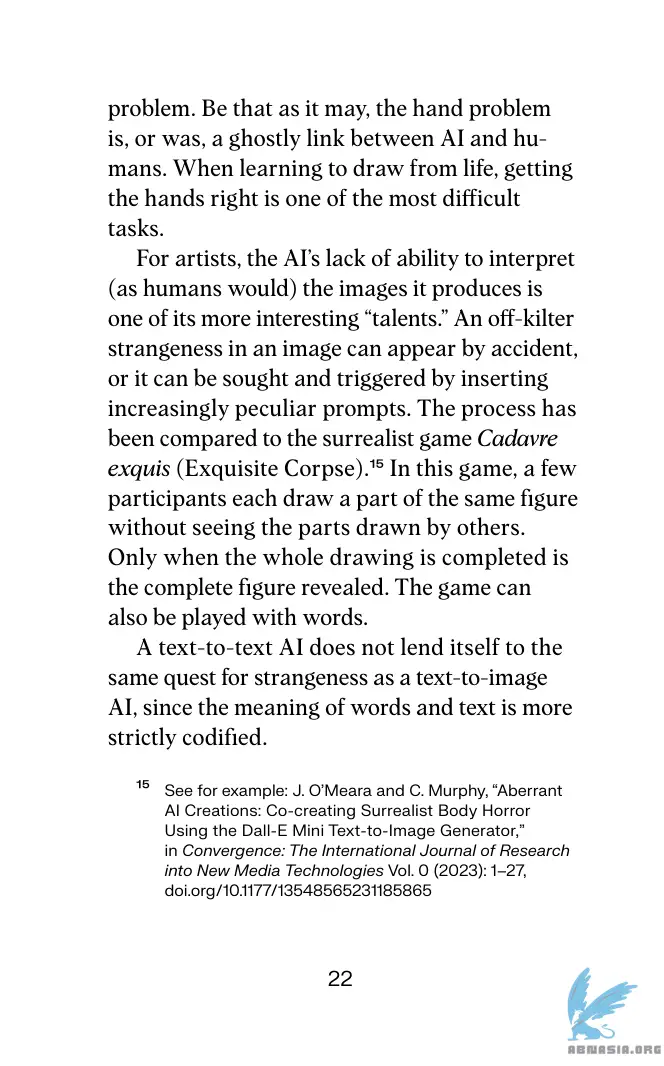 problem. Be that as it may, the hand problem
is, or was, a ghostly link between AI and hu-
mans. When learning to draw from life, getting
the hands right is one of the most difficult
tasks.
For artists, the AI’s lack of ability to interpret
(as humans would) the images it produces is
one of its more interesting “talents.” An off-kilter
strangeness in an image can appear by accident,
or it can be sought and triggered by inserting
increasingly peculiar prompts. The process has
been compared to the surrealist game Cadavre
exquis (Exquisite Corpse).¹⁵ In this game, a few
participants each draw a part of the same figure
without seeing the parts drawn by others.
Only when the whole drawing is completed is
the complete figure revealed. The game can
also be played with words.
A text-to-text AI does not lend itself to the
same quest for strangeness as a text-to-image
AI, since the meaning of words and text is more
strictly codified.
¹⁵ See for example: J. O’Meara and C. Murphy, “Aberrant
AI Creations: Co-creating Surrealist Body Horror
Using the Dall-E Mini Text-to-Image Generator,”
in Convergence: The International Journal of Research
into New Media Technologies Vol. 0 (2023): 1–27,
doi.org/10.1177/13548565231185865
22
ABNASIA.ORG